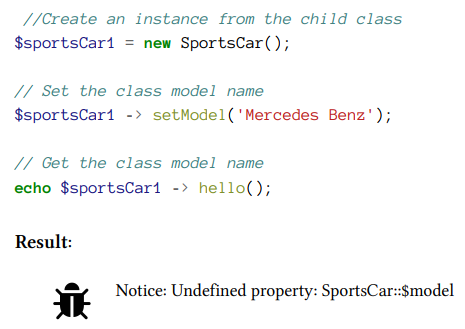 //Create an instance from the child class
$sportsCar1 = new SportsCar();
// Set the class model name
$sportsCar1 -> setModel('Mercedes Benz');
// Get the class model name
echo $sportsCar1 -> hello();
Result:
Notice: Undefined property: SportsCar::$model